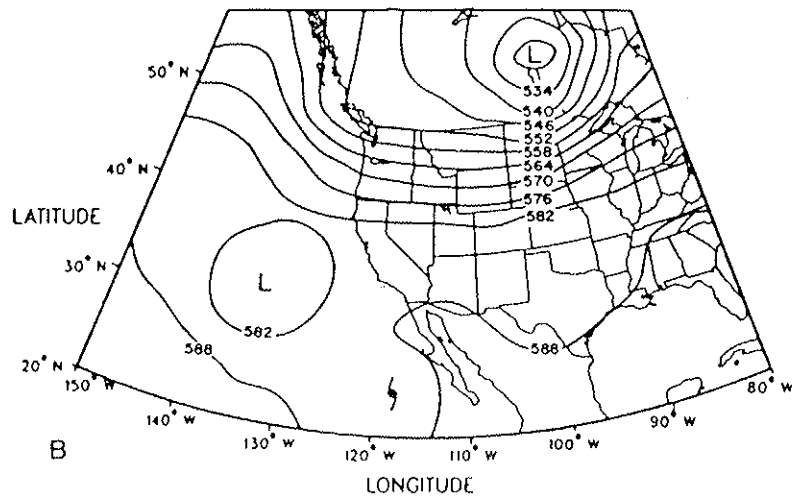 L
50° N
534
540
546
552
558
564
570
576
582
40° N
LATITUDE
30° N
L
582
588
588
20° N
150° W
140° W
130° W
120° W
110° W
100° W
90° W
80° W
B
LONGITUDE